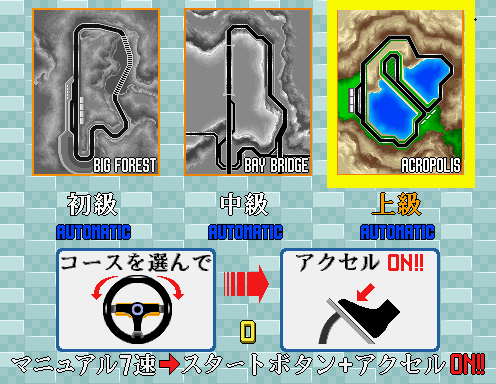 BIG FOREST
BAY BRIDGE
ACROPOLIS
初級
中級
上級
AUTOMATIC
AUTOMATIC
AUTOMATIC
コースを選んで
アクセル ON!!
0
マニュアル7速➡スタートボタン+アクセル ON!!